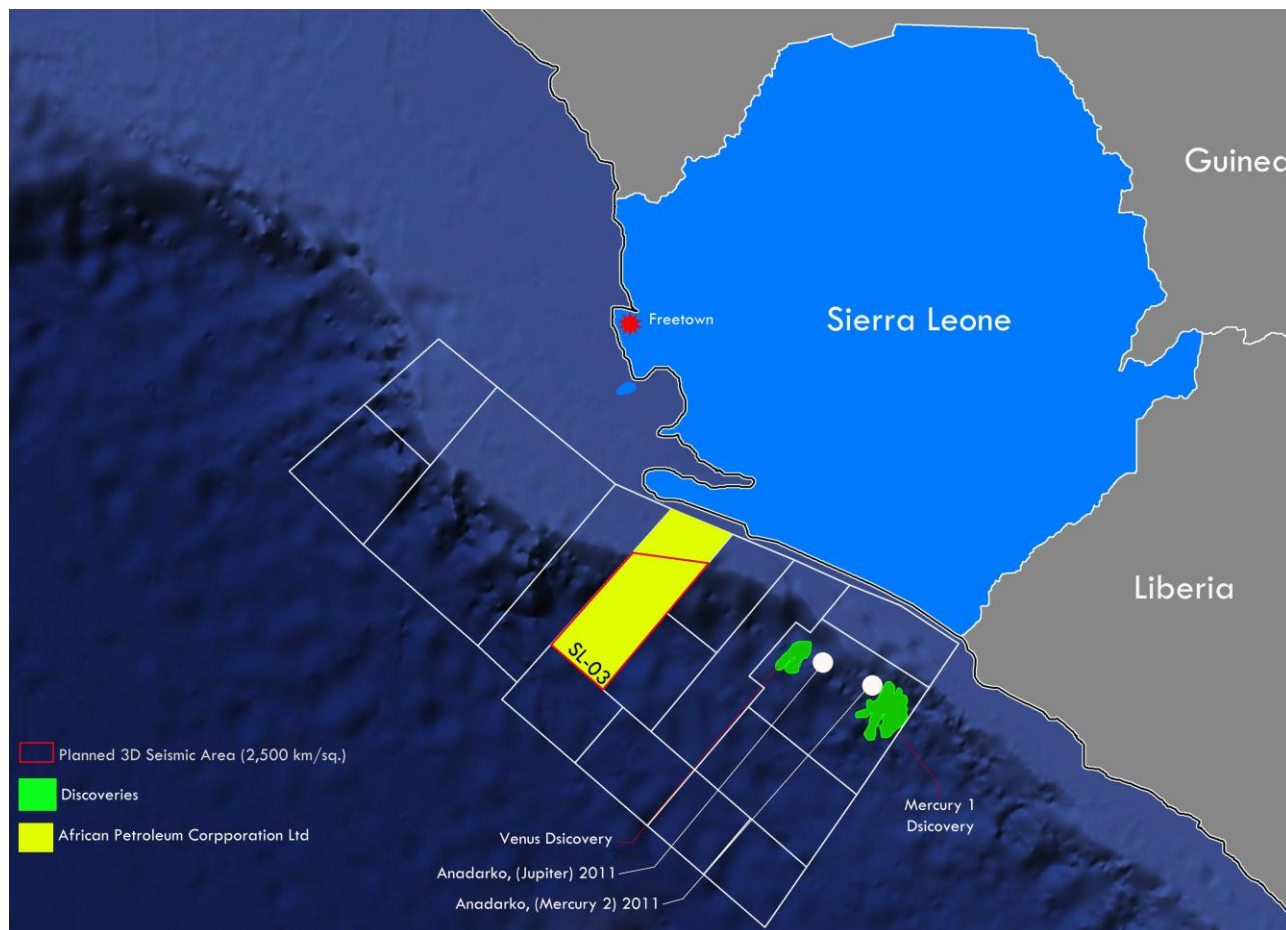 Guinea
Sierra Leone
Freetown
Liberia
SL-03
Planned 3D Seismic Area (2,500 km/sq.)
Discoveries
African Petroleum Corpporation Ltd
Venus Dsicovery
Anadarko, (Jupiter) 2011
Anadarko, (Mercury 2) 2011
Mercury 1
Dsicovery